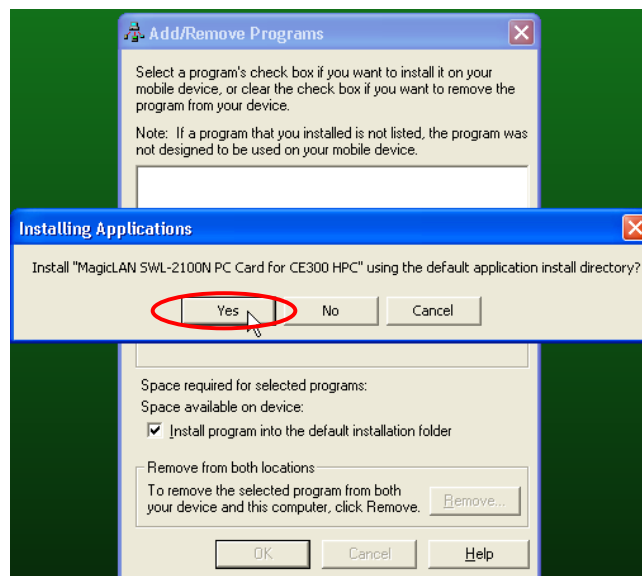 Add/Remove Programs
Select a program's check box if you want to install it on your
mobile device, or clear the check box if you want to remove the
program from your device.
Note: If a program that you installed is not listed, the program was
not designed to be used on your mobile device.
Installing Applications
Install "MagicLAN SWL-2100N PC Card for CE300 HPC" using the default application install directory?
Yes
No
Cancel
Space required for selected programs:
Space available on device:
Install program into the default installation folder
Remove from both locations
To remove the selected program from both
your device and this computer, click Remove.
Remove...
OK
Cancel
Help